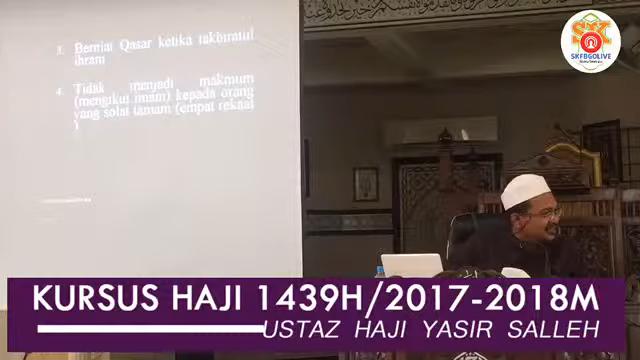 3. Berniat Qasar ketika takbiratul
ihram
4. Tidak menjadi makmum
(mengikut imam) kepada orang
yang solat tamam (empat rekaat
)
SKFBGOLIVE
KURSUS HAJI 1439H/2017-2018M
USTAZ HAJI YASIR SALLEH